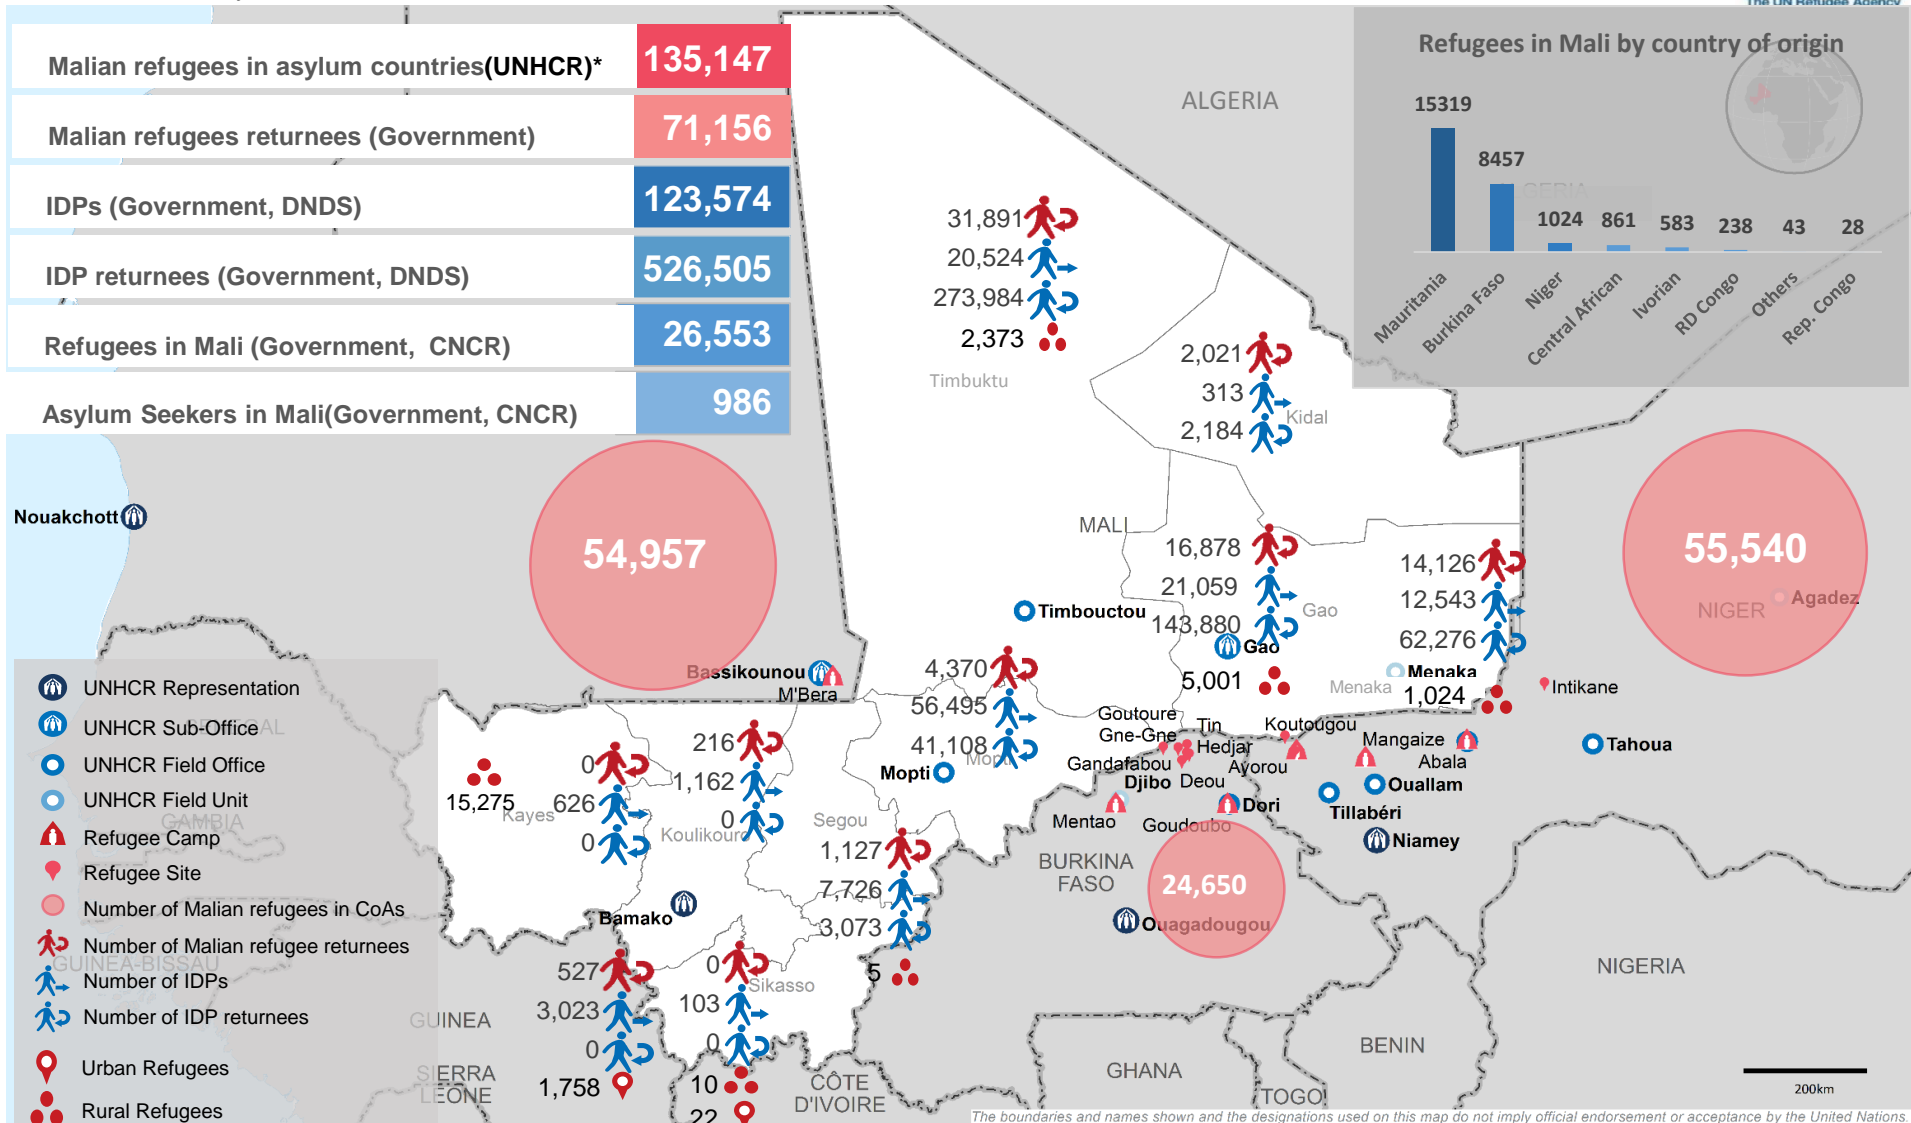 The UN Refugee Agency
Malian refugees in asylum countries(UNHCR)*
135,147
Malian refugees returnees (Government)
71,156
IDPs (Government, DNDS)
123,574
IDP returnees (Government, DNDS)
526,505
Refugees in Mali (Government, CNCR)
26,553
Asylum Seekers in Mali(Government, CNCR)
986
Refugees in Mali by country of origin
15319
8457
1024
861
583
238
43
28
Mauritania
Burkina Faso
Niger
Central African
Ivorian
RD Congo
Others
Rep. Congo
ALGERIA
31,891
20,524
273,984
2,373
Timbuktu
2,021
313
Kidal
2,184
Nouakchott
54,957
MALI
16,878
21,059
Gao
143,880
Gao
5,001
14,126
12,543
62,276
Menaka
Menaka
1,024
55,540
NIGER
Agadez
Timbouctou
Bassikounou
M'Bera
4,370
56,495
41,108
Mopti
Mopti
Intikane
Goutoure
Gne-Gne
Tin
Hedjar
Koutougou
Mangaize
Abala
Tahoua
Gandafabou
Ayorou
Djibo
Deou
Ouallam
Mentao
Goudoubo
Dori
Tillabéri
Niamey
BURKINA
FASO
24,650
Ouagadougou
15,275
0
626
Kayes
0
216
1,162
0
Koulikouro
Segou
1,127
7,726
3,073
5
Bamako
527
3,023
0
1,758
0
Sikasso
103
0
10
22
UNHCR Representation
UNHCR Sub-Office
UNHCR Field Office
UNHCR Field Unit
GAMBIA
Refugee Camp
Refugee Site
Number of Malian refugees in CoAs
Number of Malian refugee returnees
GUINEA-BISSAU
Number of IDPs
Number of IDP returnees
Urban Refugees
Rural Refugees
GUINEA
SIERRA
LEONE
CÔTE
D'IVOIRE
GHANA
TOGO
BENIN
NIGERIA
200km
The boundaries and names shown and the designations used on this map do not imply official endorsement or acceptance by the United Nations.